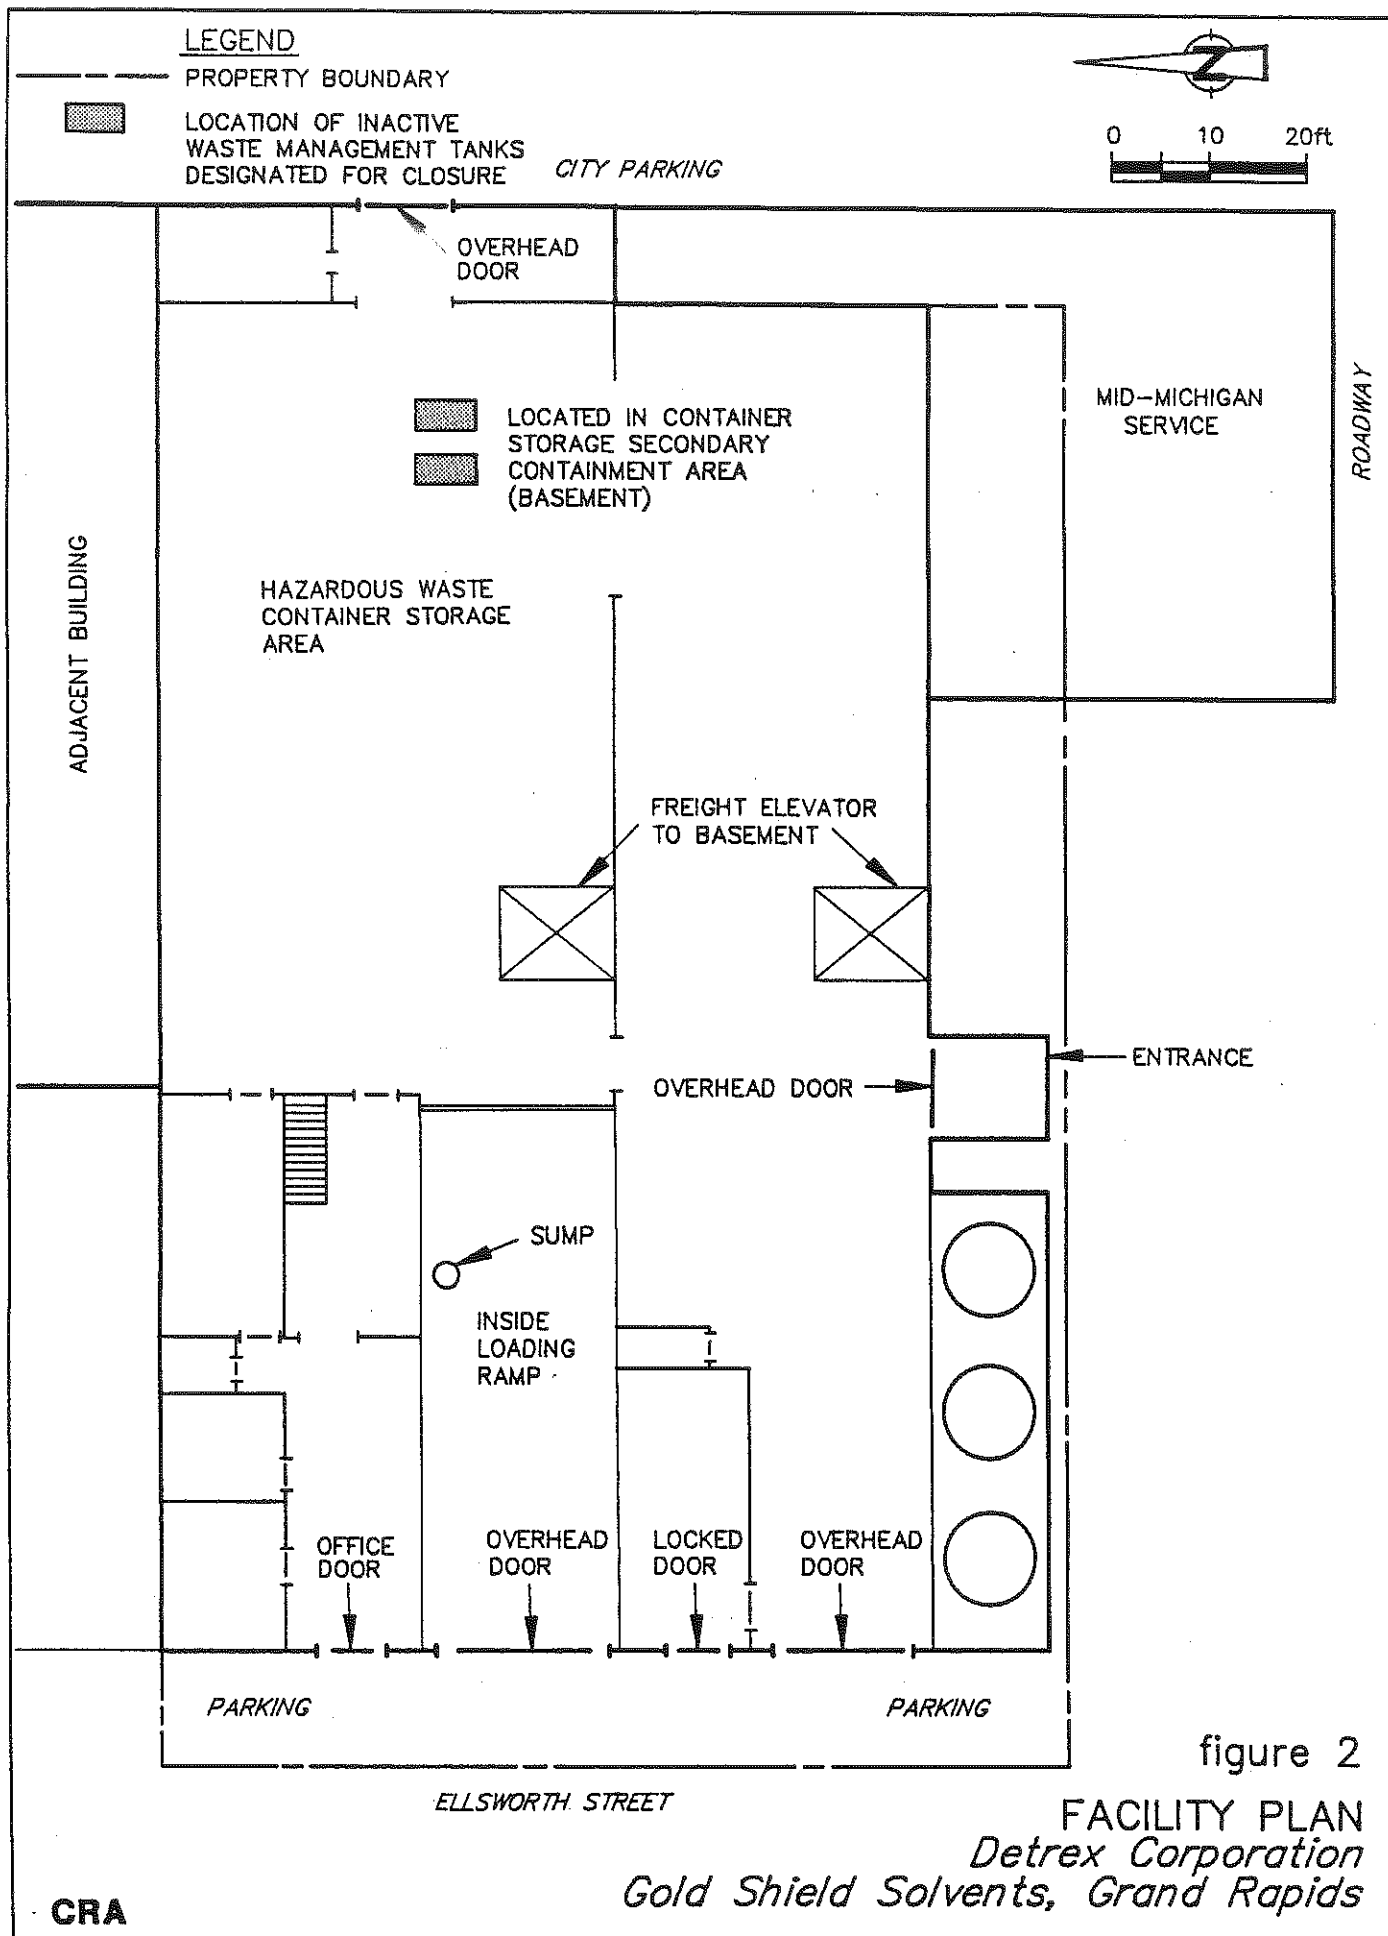 LEGEND
PROPERTY BOUNDARY
LOCATION OF INACTIVE
WASTE MANAGEMENT TANKS
DESIGNATED FOR CLOSURE
N
0 10 20ft
CITY PARKING
OVERHEAD
DOOR
LOCATED IN CONTAINER
STORAGE SECONDARY
CONTAINMENT AREA
(BASEMENT)
MID-MICHIGAN
SERVICE
ROADWAY
ADJACENT BUILDING
HAZARDOUS WASTE
CONTAINER STORAGE
AREA
FREIGHT ELEVATOR
TO BASEMENT
ENTRANCE
OVERHEAD DOOR
SUMP
INSIDE
LOADING
RAMP
OFFICE
DOOR
OVERHEAD
DOOR
LOCKED
DOOR
OVERHEAD
DOOR
PARKING
PARKING
ELLSWORTH STREET
figure 2
FACILITY PLAN
Detrex Corporation
Gold Shield Solvents, Grand Rapids
CRA